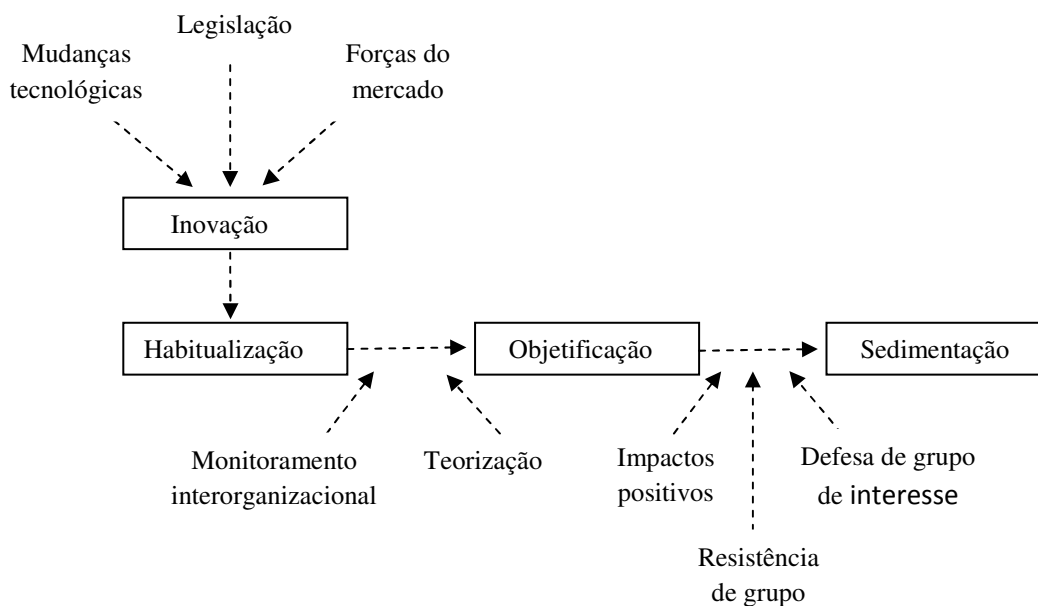 Legislação
Mudanças
tecnológicas
Forças do
mercado
Inovação
Habitualização
Objetificação
Sedimentação
Monitoramento
interorganizacional
Teorização
Impactos
positivos
Defesa de grupo
de interesse
Resistência
de grupo